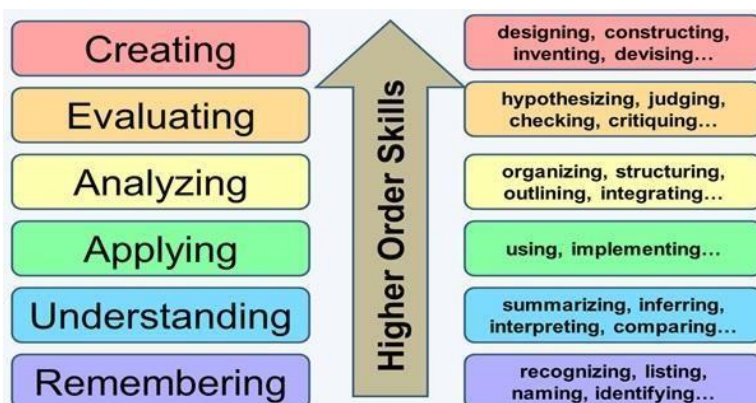 Creating
designing, constructing,
inventing, devising...
Evaluating
hypothesizing, judging,
checking, critiquing...
Analyzing
organizing, structuring,
outlining, integrating...
Applying
using, implementing...
Understanding
summarizing, inferring,
interpreting, comparing...
Remembering
recognizing, listing,
naming, identifying...
Higher Order Skills